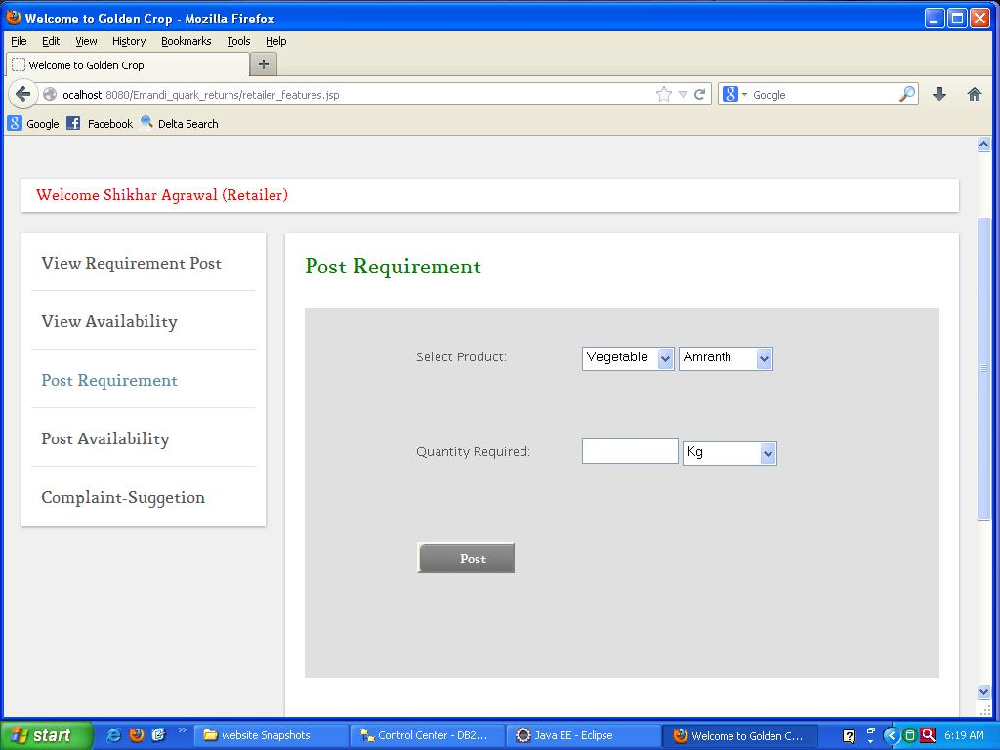 Welcome to Golden Crop - Mozilla Firefox
File Edit View History Bookmarks Tools Help
Welcome to Golden Crop
localhost:8080/Emandi_quark_returns/retailer_features.jsp
Google
Google Facebook Delta Search
Welcome Shikhar Agrawal (Retailer)
View Requirement Post
View Availability
Post Requirement
Post Availability
Complaint-Suggetion
Post Requirement
Select Product: Vegetable Amranth
Quantity Required: Kg
Post
start website Snapshots Control Center - DB2... Java EE - Eclipse Welcome to Golden C... 6:19 AM